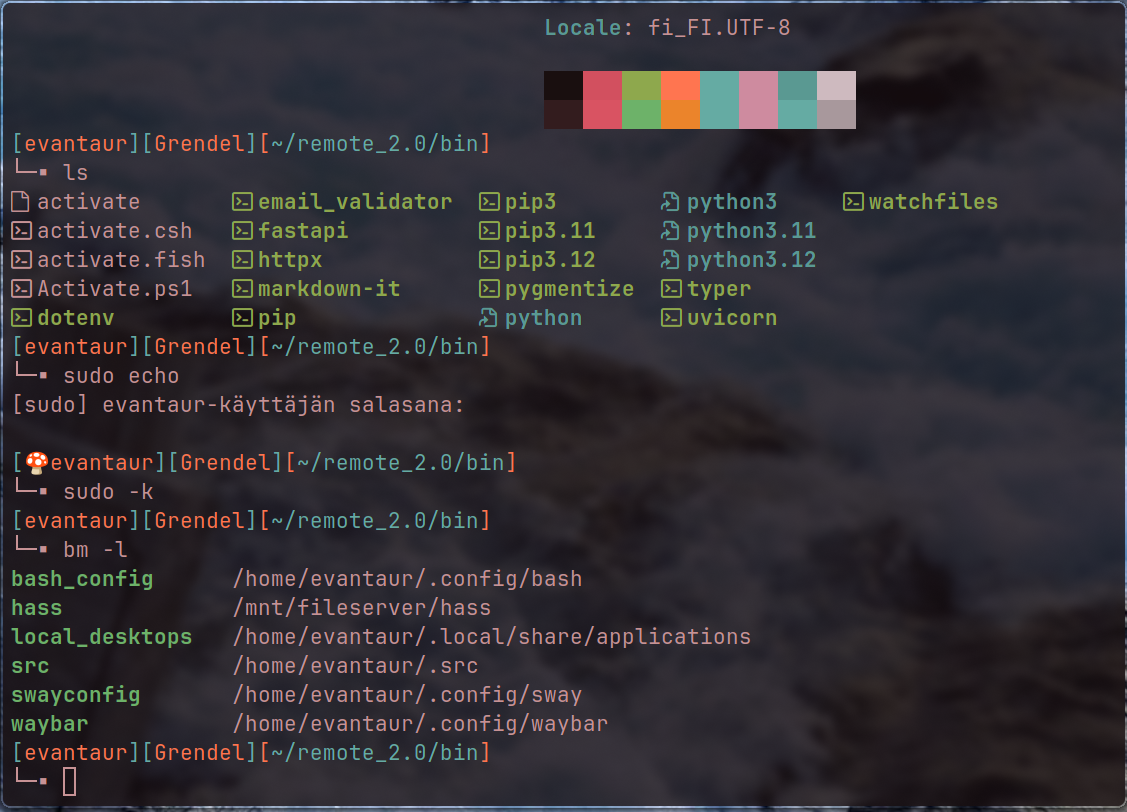 Locale: fi_FI.UTF-8
[evantaur][Grendel][~/remote_2.0/bin]
└─▪ ls
activate email_validator pip3 python3 watchfiles
activate.csh fastapi pip3.11 python3.11
activate.fish httpx pip3.12 python3.12
Activate.ps1 markdown-it pygmentize typer
dotenv pip python uvicorn
[evantaur][Grendel][~/remote_2.0/bin]
└─▪ sudo echo
[sudo] evantaur-käyttäjän salasana:
[🍄evantaur][Grendel][~/remote_2.0/bin]
└─▪ sudo -k
[evantaur][Grendel][~/remote_2.0/bin]
└─▪ bm -l
bash_config /home/evantaur/.config/bash
hass /mnt/fileserver/hass
local_desktops /home/evantaur/.local/share/applications
src /home/evantaur/.src
swayconfig /home/evantaur/.config/sway
waybar /home/evantaur/.config/waybar
[evantaur][Grendel][~/remote_2.0/bin]
└─▪